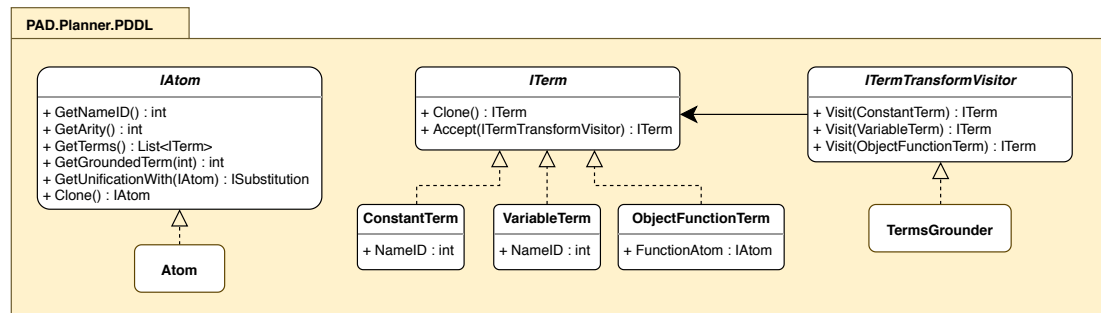 PAD.Planner.PDDL
IAtom
+ GetNameID() : int
+ GetArity() : int
+ GetTerms() : List<ITerm>
+ GetGroundedTerm(int) : int
+ GetUnificationWith(IAtom) : ISubstitution
+ Clone() : IAtom
Atom
ITerm
+ Clone() : ITerm
+ Accept(ITermTransformVisitor) : ITerm
ConstantTerm
+ NameID : int
VariableTerm
+ NameID : int
ObjectFunctionTerm
+ FunctionAtom : IAtom
ITermTransformVisitor
+ Visit(ConstantTerm) : ITerm
+ Visit(VariableTerm) : ITerm
+ Visit(ObjectFunctionTerm) : ITerm
TermsGrounder